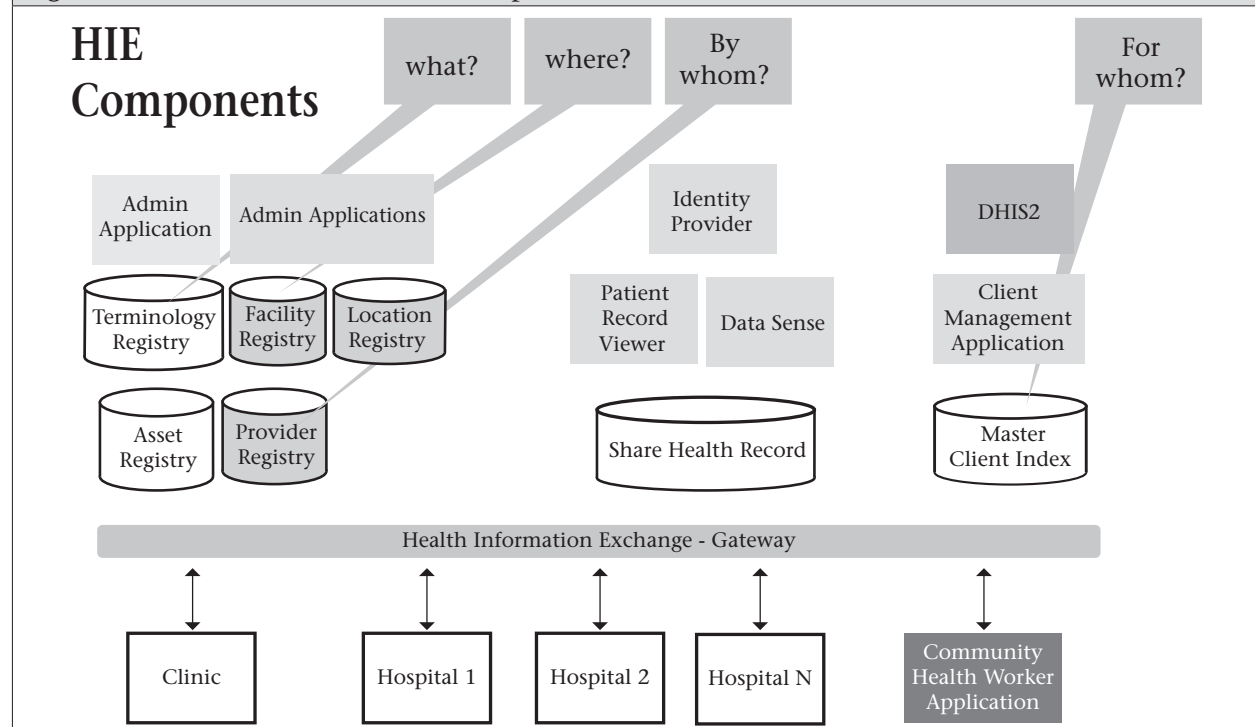 HIE
Components
what?
where?
By
whom?
For
whom?
Admin
Application
Admin Applications
Identity
Provider
DHIS2
Terminology
Registry
Facility
Registry
Location
Registry
Patient
Record
Viewer
Data Sense
Client
Management
Application
Asset
Registry
Provider
Registry
Share Health Record
Master
Client Index
Health Information Exchange - Gateway
Clinic
Hospital 1
Hospital 2
Hospital N
Community
Health Worker
Application